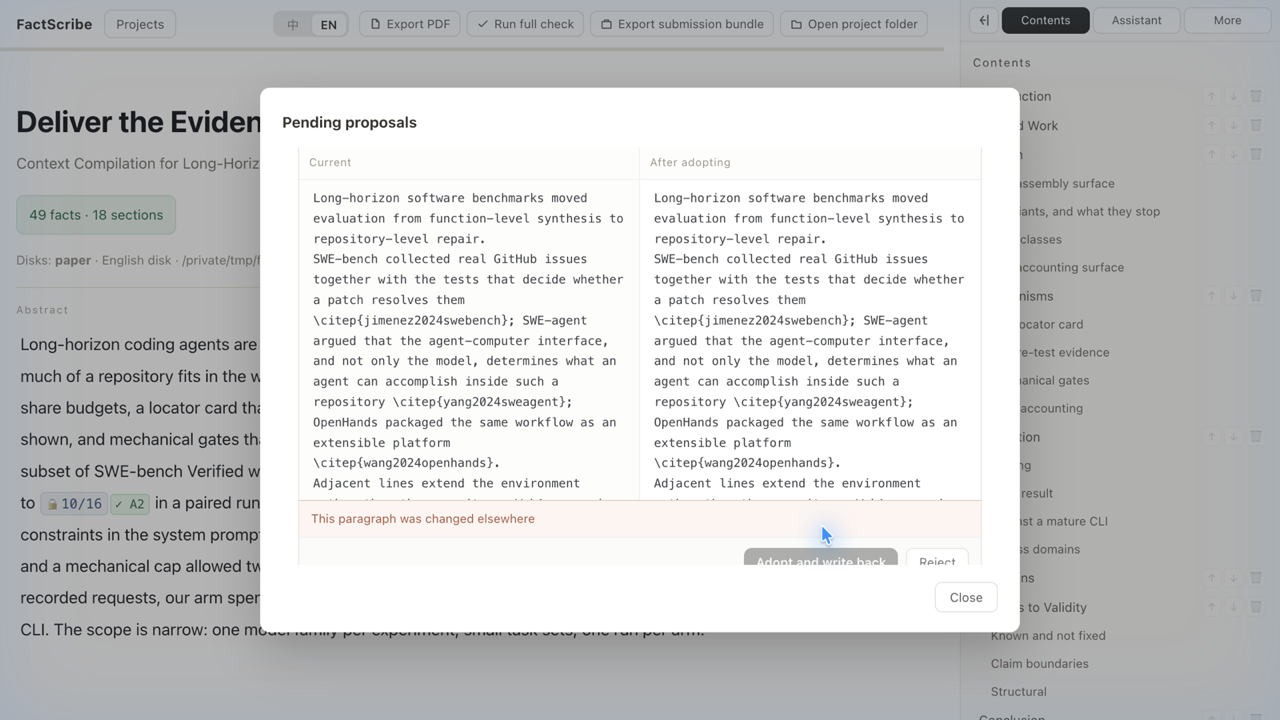 FactScribe
Projects
中
EN
Export PDF
Run full check
Export submission bundle
Open project folder
Contents
Assistant
More
Deliver the Eviden
Context Compilation for Long-Horiz
49 facts · 18 sections
Disks: paper · English disk · /private/tmp/f
Abstract
Long-horizon coding agents are
much of a repository fits in the w
share budgets, a locator card tha
shown, and mechanical gates tha
subset of SWE-bench Verified w
to 10/16 ✓ A2 in a paired run
constraints in the system prompt
and a mechanical cap allowed tw
recorded requests, our arm spen
CLI. The scope is narrow: one model family per experiment, small task sets, one run per arm.
Pending proposals
Current
Long-horizon software benchmarks moved
evaluation from function-level synthesis to
repository-level repair.
SWE-bench collected real GitHub issues
together with the tests that decide whether
a patch resolves them
\citep{jimenez2024swebench}; SWE-agent
argued that the agent-computer interface,
and not only the model, determines what an
agent can accomplish inside such a
repository \citep{yang2024sweagent};
OpenHands packaged the same workflow as an
extensible platform
\citep{wang2024openhands}.
Adjacent lines extend the environment
After adopting
Long-horizon software benchmarks moved
evaluation from function-level synthesis to
repository-level repair.
SWE-bench collected real GitHub issues
together with the tests that decide whether
a patch resolves them
\citep{jimenez2024swebench}; SWE-agent
argued that the agent-computer interface,
and not only the model, determines what an
agent can accomplish inside such a
repository \citep{yang2024sweagent};
OpenHands packaged the same workflow as an
extensible platform
\citep{wang2024openhands}.
Adjacent lines extend the environment
This paragraph was changed elsewhere
Adopt and write back
Reject
Close
Contents
uction
d Work
n
assembly surface
iants, and what they stop
classes
accounting surface
nisms
ocator card
re-test evidence
anical gates
accounting
tion
ng
result
nst a mature CLI
ss domains
ns
s to Validity
Known and not fixed
Claim boundaries
Structural
Conclusion